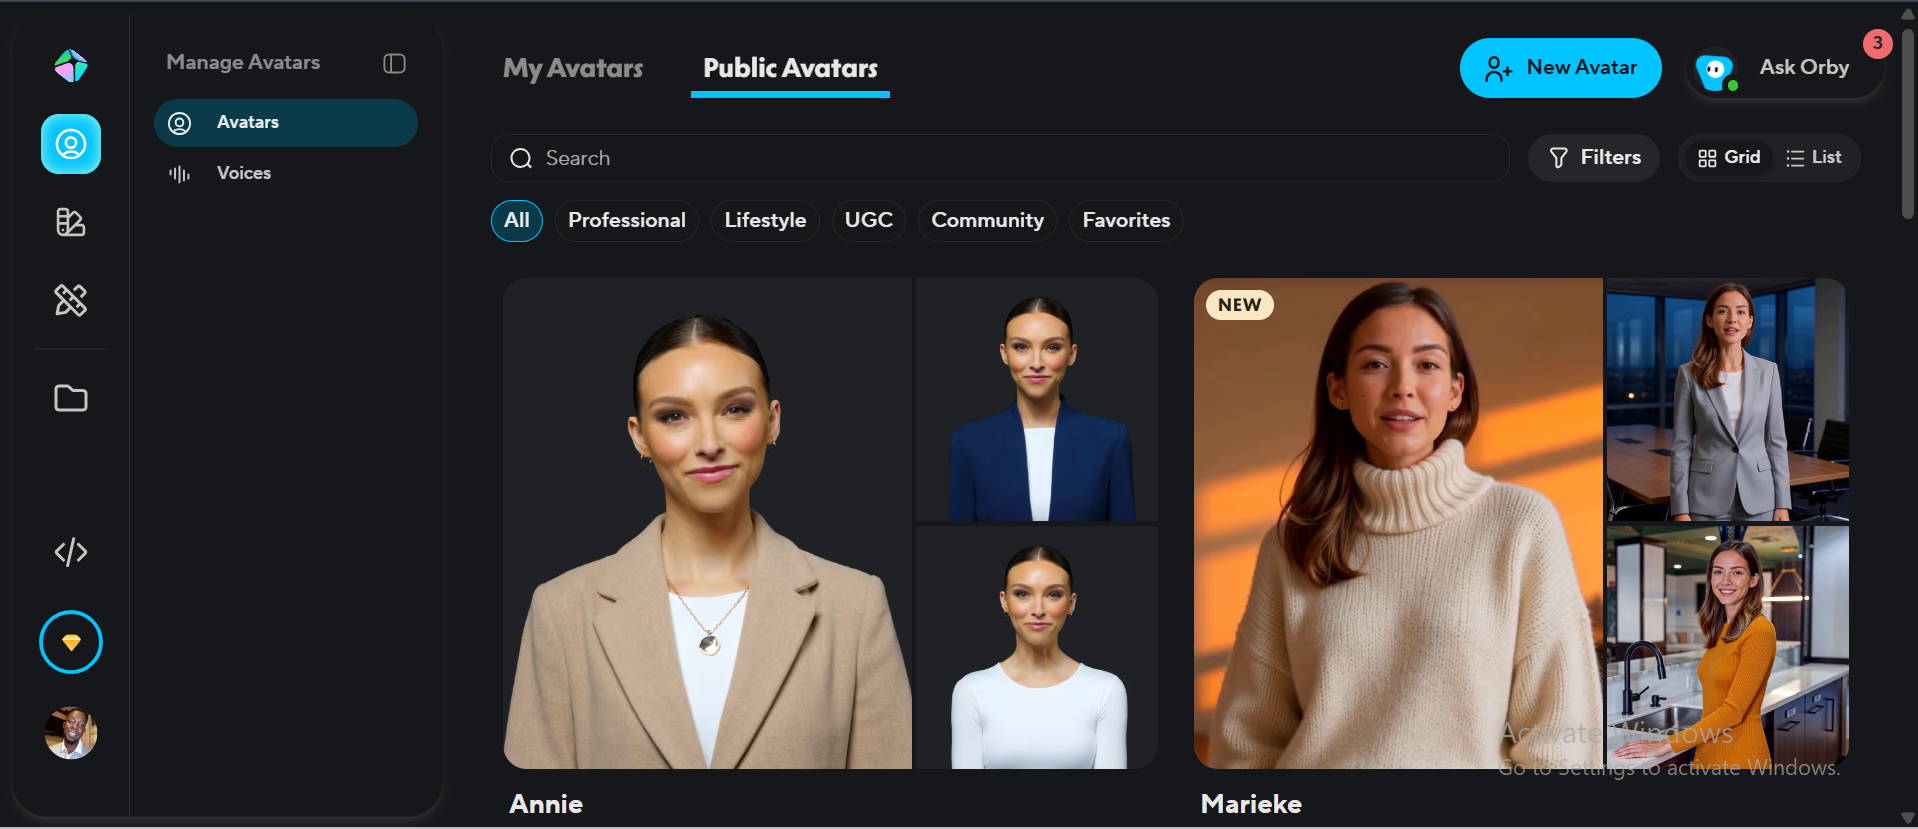 Manage Avatars
Avatars
Voices
My Avatars
Public Avatars
New Avatar
Ask Orby
3
Search
Filters
Grid
List
All
Professional
Lifestyle
UGC
Community
Favorites
NEW
Annie
Marieke
Activate Windows
Go to Settings to activate Windows.